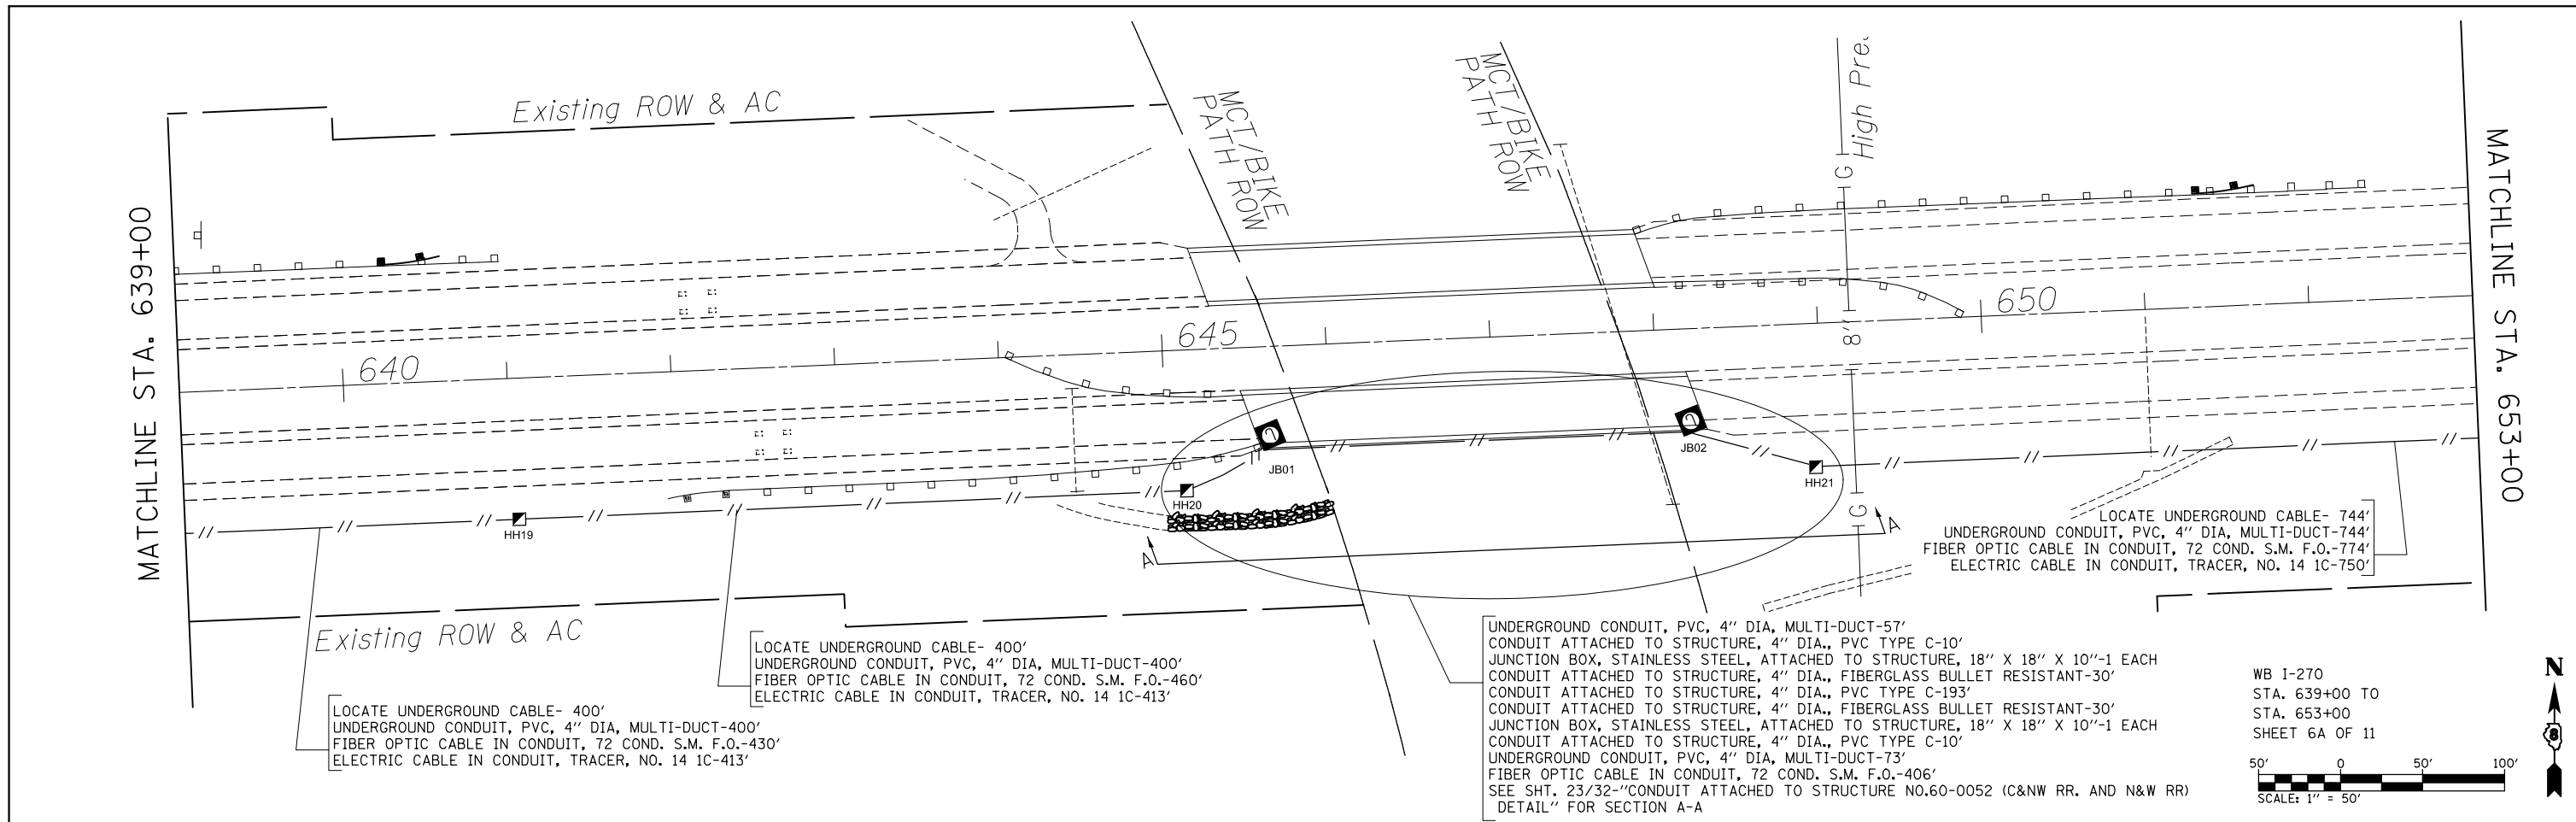 MATCHLINE STA. 639+00
Existing ROW & AC
MCT/BIKE
PATH ROW
MCT/BIKE
PATH ROW
G
High
8'
G
G
MATCHLINE STA. 653+00
640
645
650
JB01
JB02
HH19
HH20
HH21
A
A
Existing ROW & AC
LOCATE UNDERGROUND CABLE- 744'
UNDERGROUND CONDUIT, PVC, 4" DIA, MULTI-DUCT-744'
FIBER OPTIC CABLE IN CONDUIT, 72 COND. S.M. F.O.-774'
ELECTRIC CABLE IN CONDUIT, TRACER, NO. 14 1C-750'
LOCATE UNDERGROUND CABLE- 400'
UNDERGROUND CONDUIT, PVC, 4" DIA, MULTI-DUCT-400'
FIBER OPTIC CABLE IN CONDUIT, 72 COND. S.M. F.O.-460'
ELECTRIC CABLE IN CONDUIT, TRACER, NO. 14 1C-413'
LOCATE UNDERGROUND CABLE- 400'
UNDERGROUND CONDUIT, PVC, 4" DIA, MULTI-DUCT-400'
FIBER OPTIC CABLE IN CONDUIT, 72 COND. S.M. F.O.-430'
ELECTRIC CABLE IN CONDUIT, TRACER, NO. 14 1C-413'
UNDERGROUND CONDUIT, PVC, 4" DIA, MULTI-DUCT-57'
CONDUIT ATTACHED TO STRUCTURE, 4" DIA., PVC TYPE C-10'
JUNCTION BOX, STAINLESS STEEL, ATTACHED TO STRUCTURE, 18" X 18" X 10"-1 EACH
CONDUIT ATTACHED TO STRUCTURE, 4" DIA., FIBERGLASS BULLET RESISTANT-30'
CONDUIT ATTACHED TO STRUCTURE, 4" DIA., PVC TYPE C-193'
CONDUIT ATTACHED TO STRUCTURE, 4" DIA., FIBERGLASS BULLET RESISTANT-30'
JUNCTION BOX, STAINLESS STEEL, ATTACHED TO STRUCTURE, 18" X 18" X 10"-1 EACH
CONDUIT ATTACHED TO STRUCTURE, 4" DIA., PVC TYPE C-10'
UNDERGROUND CONDUIT, PVC, 4" DIA, MULTI-DUCT-73'
FIBER OPTIC CABLE IN CONDUIT, 72 COND. S.M. F.O.-406'
SEE SHT. 23/32-"CONDUIT ATTACHED TO STRUCTURE NO.60-0052 (C&NW RR. AND N&W RR)
DETAIL" FOR SECTION A-A
WB I-270
STA. 639+00 TO
STA. 653+00
SHEET 6A OF 11
50' 0 50' 100'
SCALE: 1" = 50'
N
8